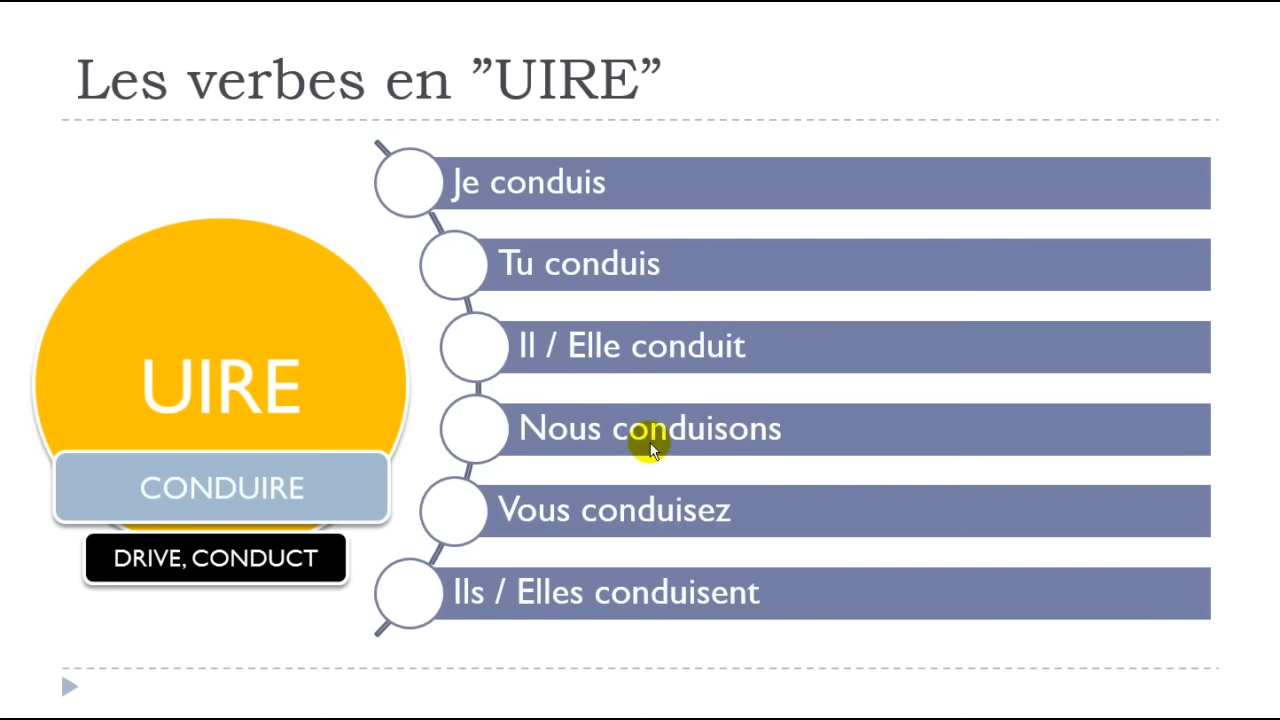 Les verbes en ”UIRE”
Je conduis
Tu conduis
Il / Elle conduit
UIRE
Nous conduisons
CONDUIRE
Vous conduisez
DRIVE, CONDUCT
Ils / Elles conduisent